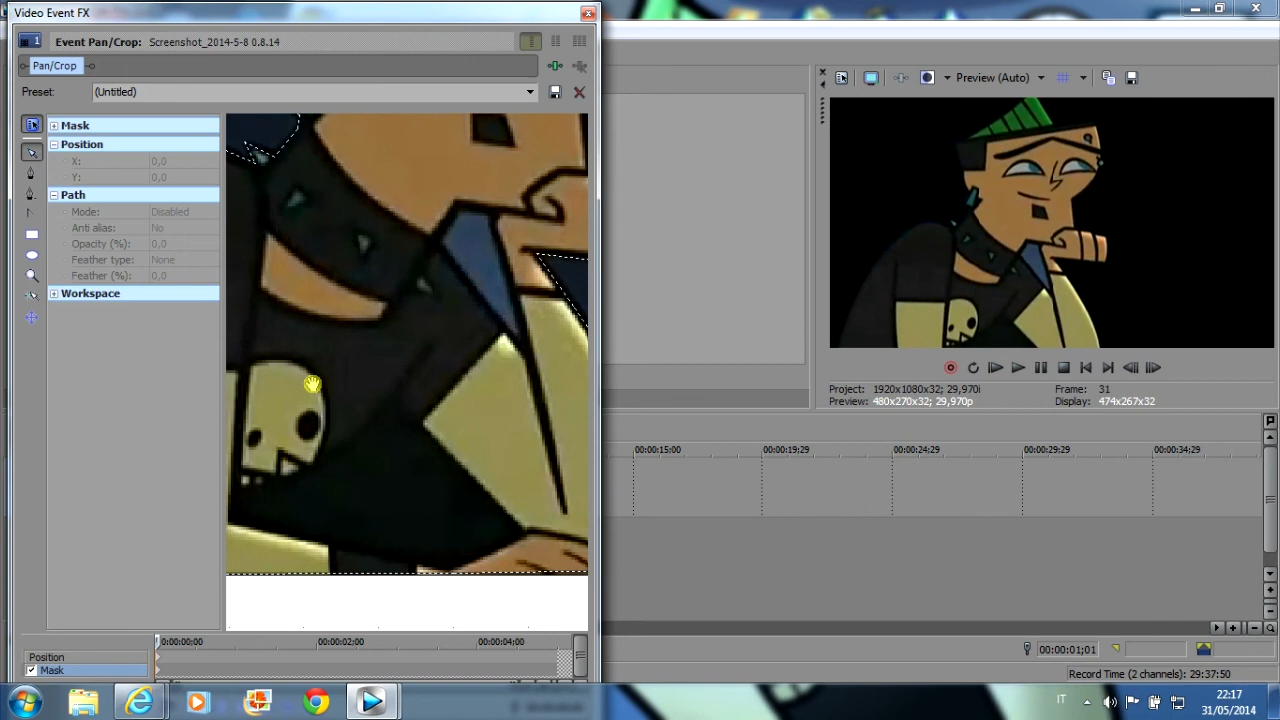 Video Event FX
1
Event Pan/Crop: Screenshot_2014-5-8 0.8.14
Pan/Crop
Preset: (Untitled)
Mask
Position
X: 0,0
Y: 0,0
Path
Mode: Disabled
Anti alias: No
Opacity (%): 0,0
Feather type: None
Feather (%): 0,0
Workspace
0:00:00;00 0:00:02;00 0:00:04;00
Position
Mask
Preview (Auto)
Project: 1920x1080x32; 29,970i
Preview: 480x270x32; 29,970p
Frame: 31
Display: 474x267x32
00:00:15;00 00:00:19;29 00:00:24;29 00:00:29;29 00:00:34;29
00:00:01;01
Record Time (2 channels): 29:37:50
IT
22:17
31/05/2014